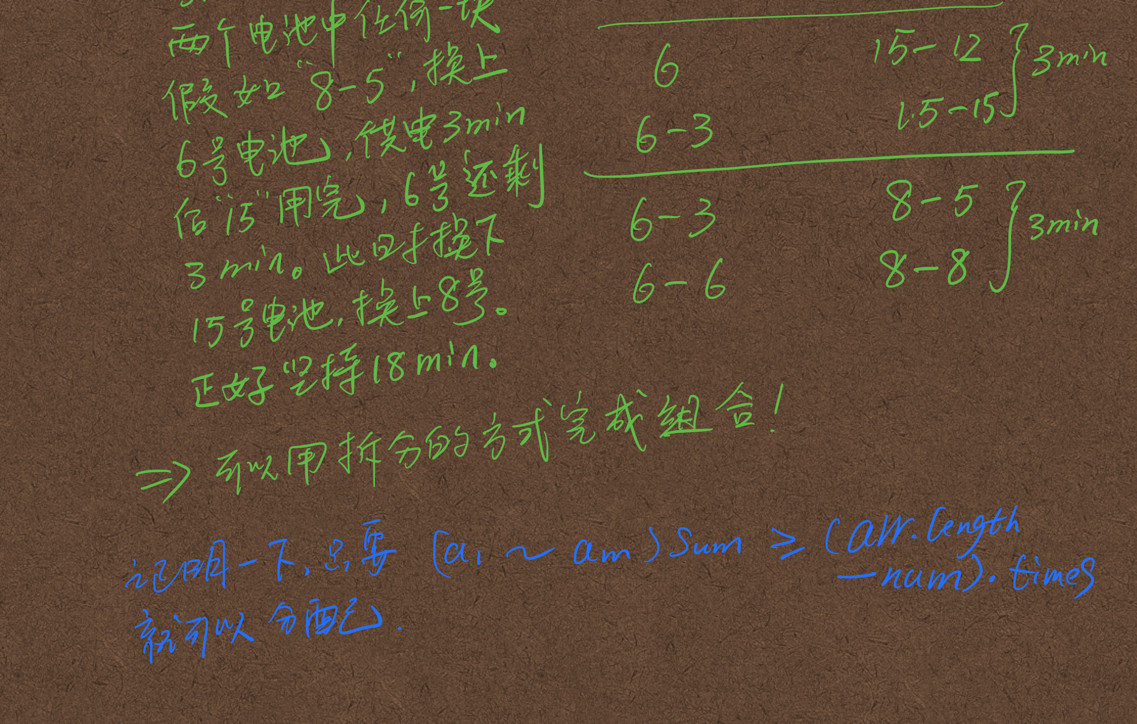 两个电池中任何一块
假如“8-5”,换上
6号电池,供电3min
后“15”用完,6号还剩
3min。此时换下
15号电池,换上8号。
正好坚持18min。
6 15-12 3min
6-3 15-15
6-3 8-5 3min
6-6 8-8
=> 可以用拆分的方式完成组合!
证明一下,只要 (a1 ~ am)Sum ≥ (arr.length
-num).times
就可以分配.